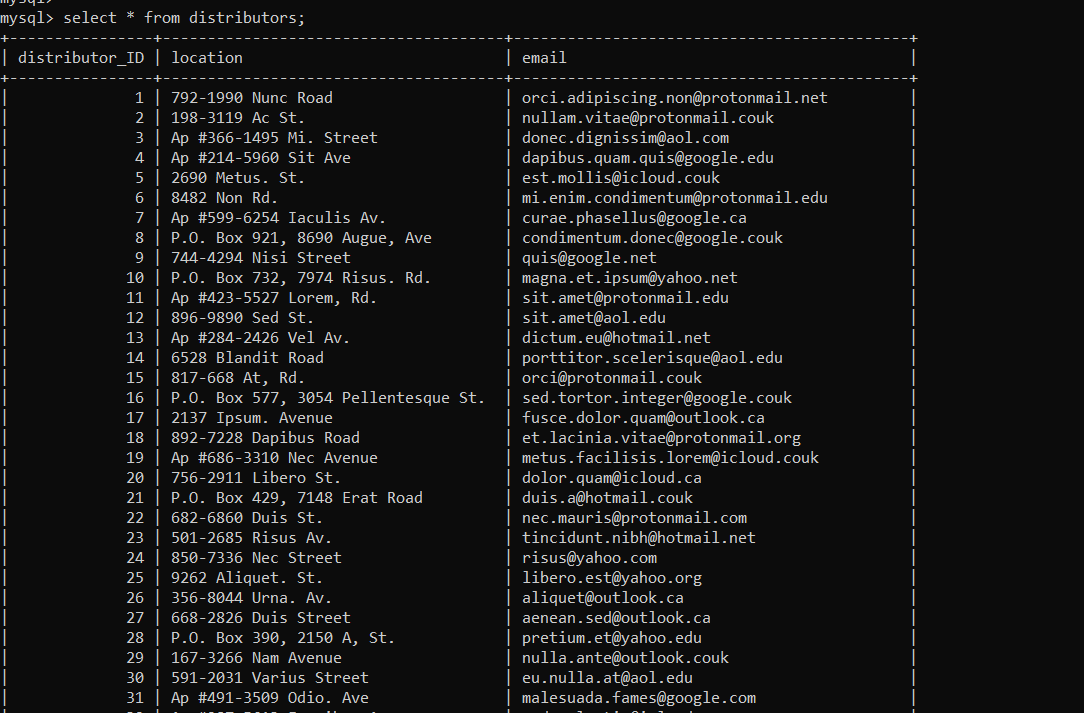 mysql>
mysql> select * from distributors;
+----------------+--------------------------------------+--------------------------------------------+
| distributor_ID | location | email |
+----------------+--------------------------------------+--------------------------------------------+
| 1 | 792-1990 Nunc Road | orci.adipiscing.non@protonmail.net |
| 2 | 198-3119 Ac St. | nullam.vitae@protonmail.couk |
| 3 | Ap #366-1495 Mi. Street | donec.dignissim@aol.com |
| 4 | Ap #214-5960 Sit Ave | dapibus.quam.quis@google.edu |
| 5 | 2690 Metus. St. | est.mollis@icloud.couk |
| 6 | 8482 Non Rd. | mi.enim.condimentum@protonmail.edu |
| 7 | Ap #599-6254 Iaculis Av. | curae.phasellus@google.ca |
| 8 | P.O. Box 921, 8690 Augue, Ave | condimentum.donec@google.couk |
| 9 | 744-4294 Nisi Street | quis@google.net |
| 10 | P.O. Box 732, 7974 Risus. Rd. | magna.et.ipsum@yahoo.net |
| 11 | Ap #423-5527 Lorem, Rd. | sit.amet@protonmail.edu |
| 12 | 896-9890 Sed St. | sit.amet@aol.edu |
| 13 | Ap #284-2426 Vel Av. | dictum.eu@hotmail.net |
| 14 | 6528 Blandit Road | porttitor.scelerisque@aol.edu |
| 15 | 817-668 At, Rd. | orci@protonmail.couk |
| 16 | P.O. Box 577, 3054 Pellentesque St. | sed.tortor.integer@google.couk |
| 17 | 2137 Ipsum. Avenue | fusce.dolor.quam@outlook.ca |
| 18 | 892-7228 Dapibus Road | et.lacinia.vitae@protonmail.org |
| 19 | Ap #686-3310 Nec Avenue | metus.facilisis.lorem@icloud.couk |
| 20 | 756-2911 Libero St. | dolor.quam@icloud.ca |
| 21 | P.O. Box 429, 7148 Erat Road | duis.a@hotmail.couk |
| 22 | 682-6860 Duis St. | nec.mauris@protonmail.com |
| 23 | 501-2685 Risus Av. | tincidunt.nibh@hotmail.net |
| 24 | 850-7336 Nec Street | risus@yahoo.com |
| 25 | 9262 Aliquet. St. | libero.est@yahoo.org |
| 26 | 356-8044 Urna. Av. | aliquet@outlook.ca |
| 27 | 668-2826 Duis Street | aenean.sed@outlook.ca |
| 28 | P.O. Box 390, 2150 A, St. | pretium.et@yahoo.edu |
| 29 | 167-3266 Nam Avenue | nulla.ante@outlook.couk |
| 30 | 591-2031 Varius Street | eu.nulla.at@aol.edu |
| 31 | Ap #491-3509 Odio. Ave | malesuada.fames@google.com |